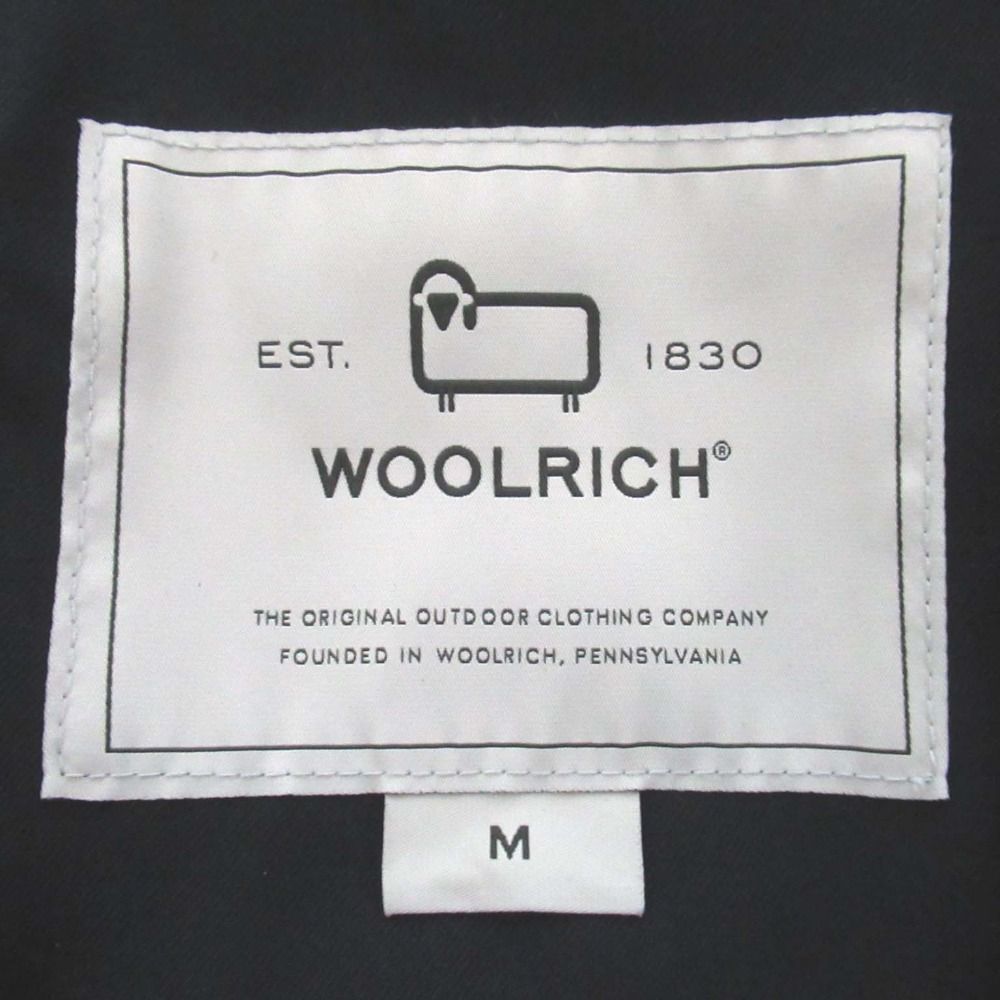 EST. 1830
WOOLRICH®
THE ORIGINAL OUTDOOR CLOTHING COMPANY
FOUNDED IN WOOLRICH, PENNSYLVANIA
M